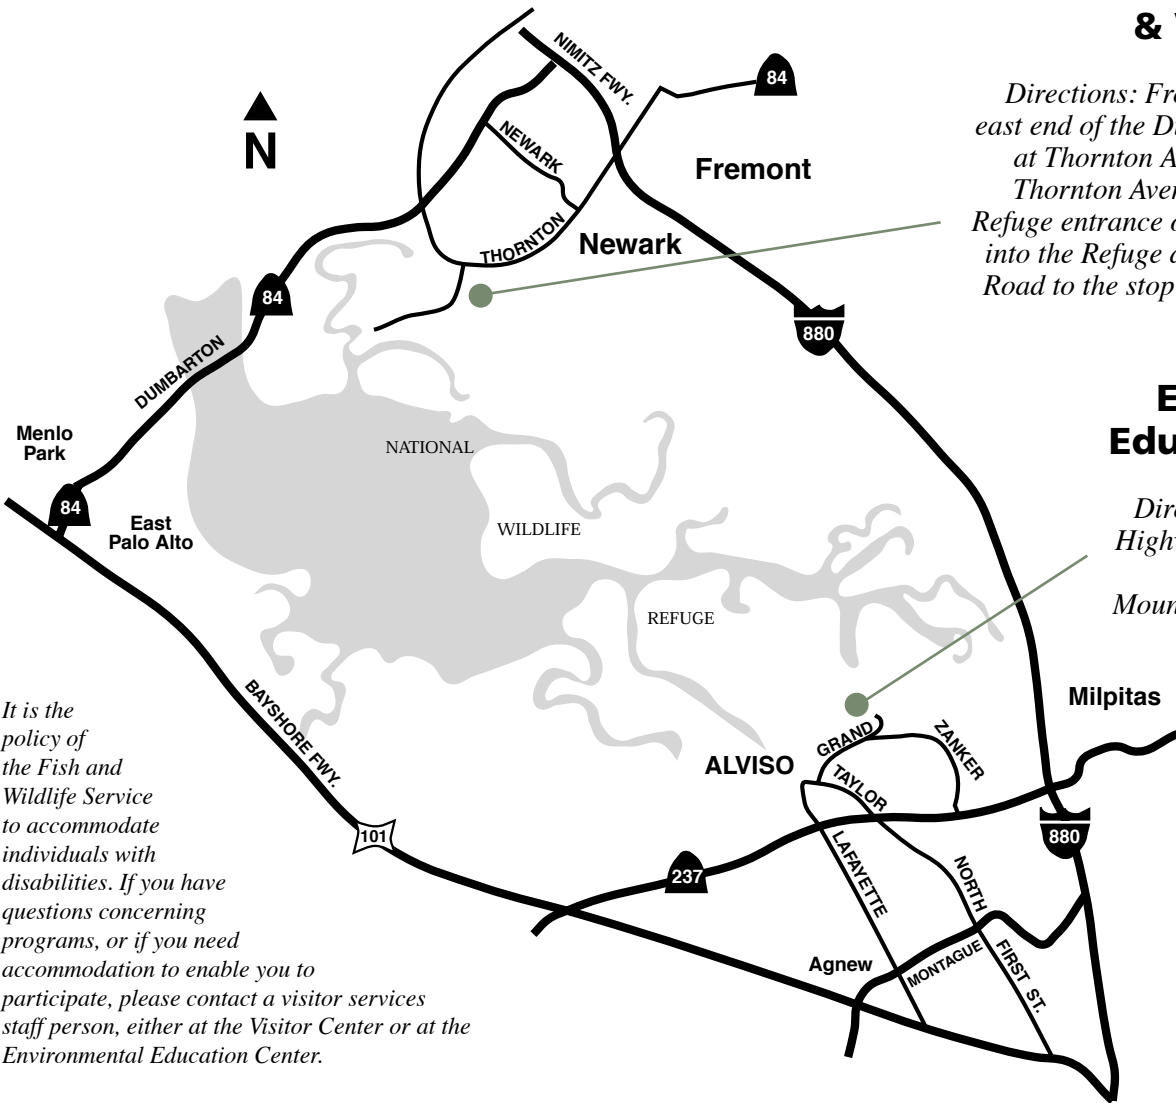 & 
Directions: Fr
east end of the D
at Thornton A
Thornton Aven
Refuge entrance
into the Refuge
Road to the stop
E
Edu
Dir
High
Moun
N
NIMITZ FWY.
84
NEWARK
Fremont
THORNTON
Newark
84
880
DUMBARTON
Menlo
Park
NATIONAL
84
East
Palo Alto
WILDLIFE
REFUGE
Milpitas
BAYSHORE FWY.
GRAND
ZANKER
ALVISO
TAYLOR
101
880
237
LAFAYETTE
NORTH
FIRST ST.
Agnew
MONTAGUE
It is the
policy of
the Fish and
Wildlife Service
to accommodate
individuals with
disabilities. If you have
questions concerning
programs, or if you need
accommodation to enable you to
participate, please contact a visitor services
staff person, either at the Visitor Center or at the
Environmental Education Center.